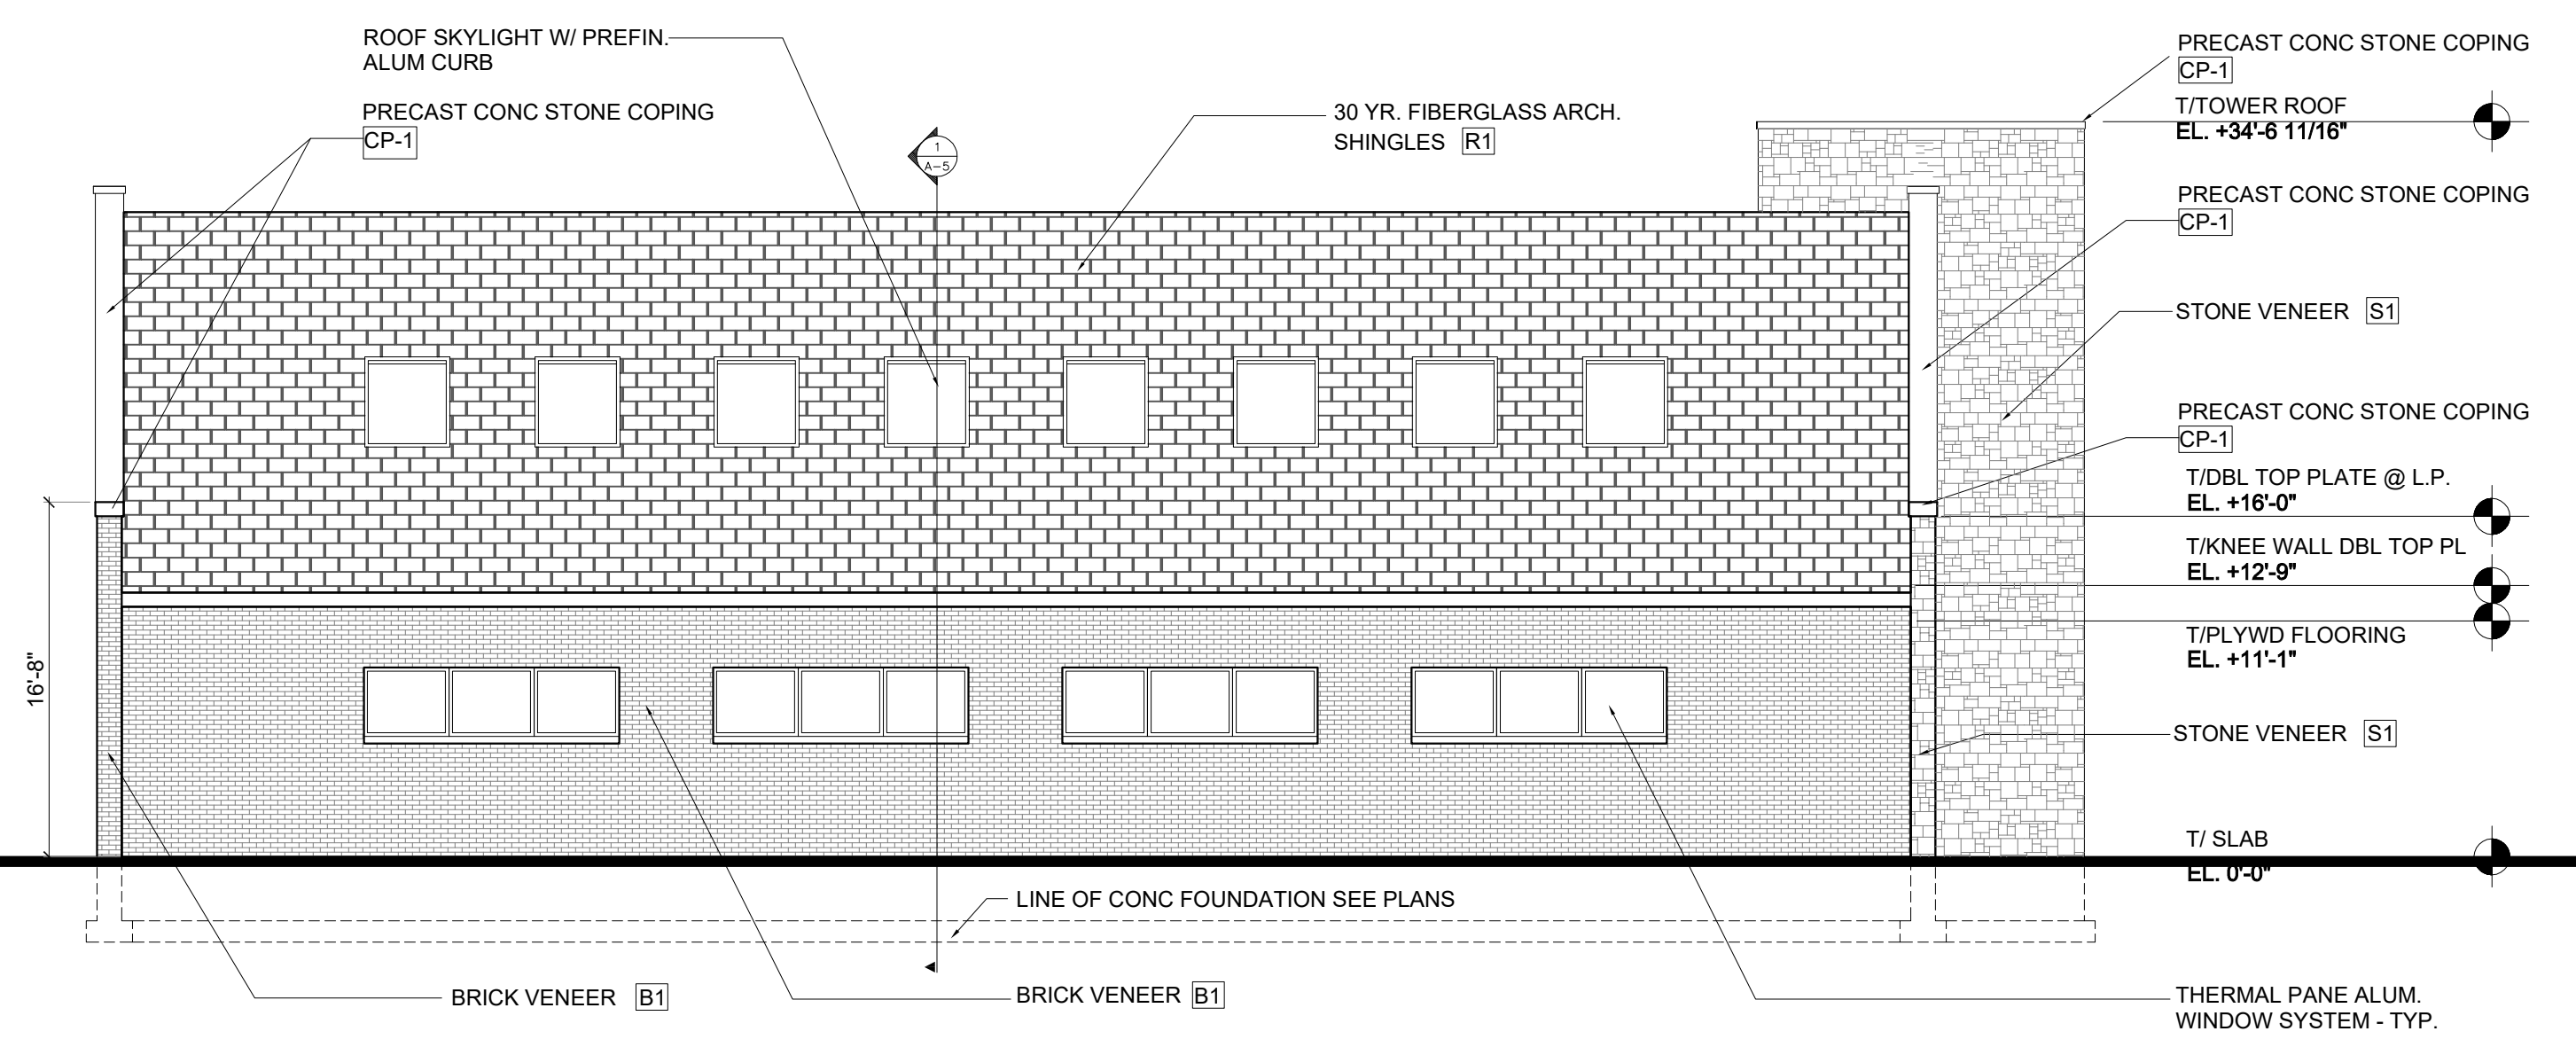 ROOF SKYLIGHT W/ PREFIN.
ALUM CURB
PRECAST CONC STONE COPING
CP-1
1
A-5
30 YR. FIBERGLASS ARCH.
SHINGLES R1
PRECAST CONC STONE COPING
CP-1
T/TOWER ROOF
EL. +34'-6 11/16"
PRECAST CONC STONE COPING
CP-1
STONE VENEER S1
PRECAST CONC STONE COPING
CP-1
T/DBL TOP PLATE @ L.P.
EL. +16'-0"
T/KNEE WALL DBL TOP PL
EL. +12'-9"
T/PLYWD FLOORING
EL. +11'-1"
16'-8"
STONE VENEER S1
T/ SLAB
EL. 0'-0"
LINE OF CONC FOUNDATION SEE PLANS
BRICK VENEER B1
BRICK VENEER B1
THERMAL PANE ALUM.
WINDOW SYSTEM - TYP.